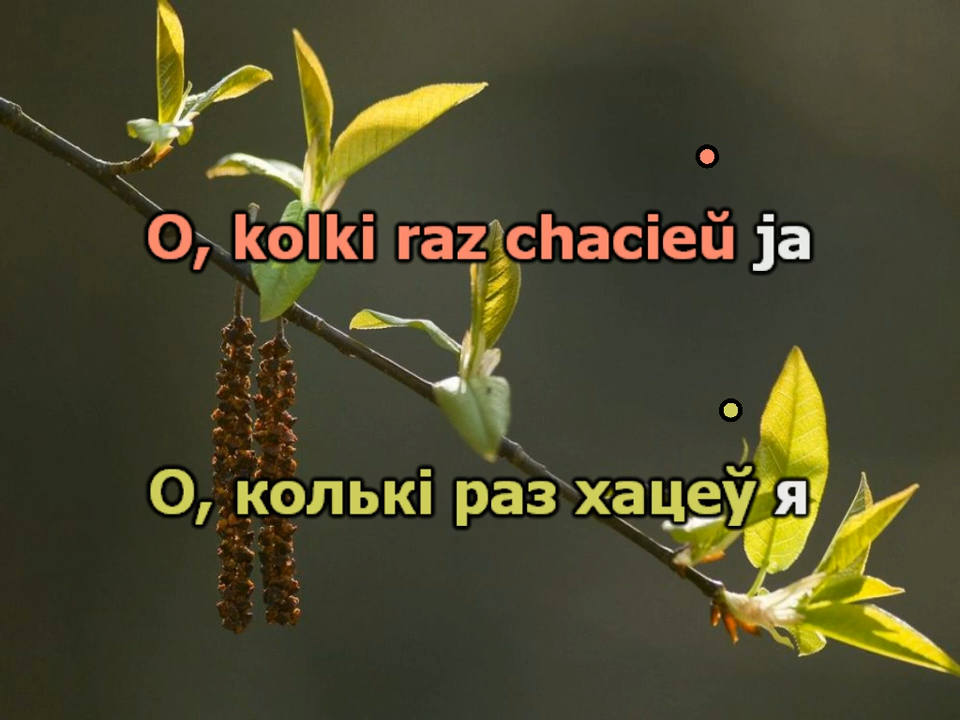 O, kolki raz chacieŭ ja
О, колькі раз хацеў я